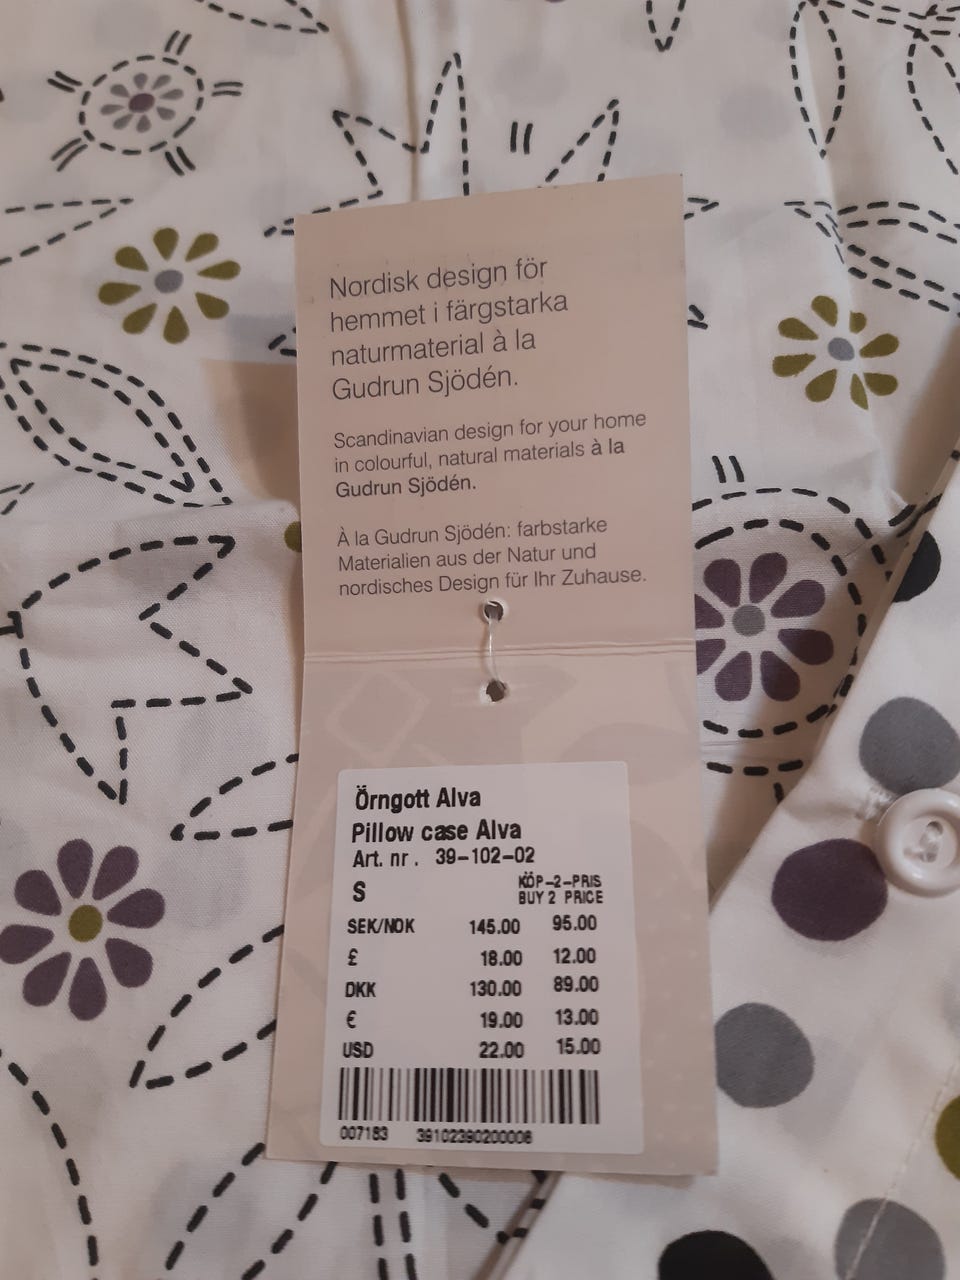 Nordisk design för
hemmet i färgstarka
naturmaterial à la
Gudrun Sjödén.
Scandinavian design for your home
in colourful, natural materials à la
Gudrun Sjödén.
À la Gudrun Sjödén: farbstarke
Materialien aus der Natur und
nordisches Design für Ihr Zuhause.
Örngott Alva
Pillow case Alva
Art. nr. 39-102-02
S KÖP-2-PRIS
BUY 2 PRICE
SEK/NOK 145.00 95.00
£ 18.00 12.00
DKK 130.00 89.00
€ 19.00 13.00
USD 22.00 15.00
007183 39102390200006